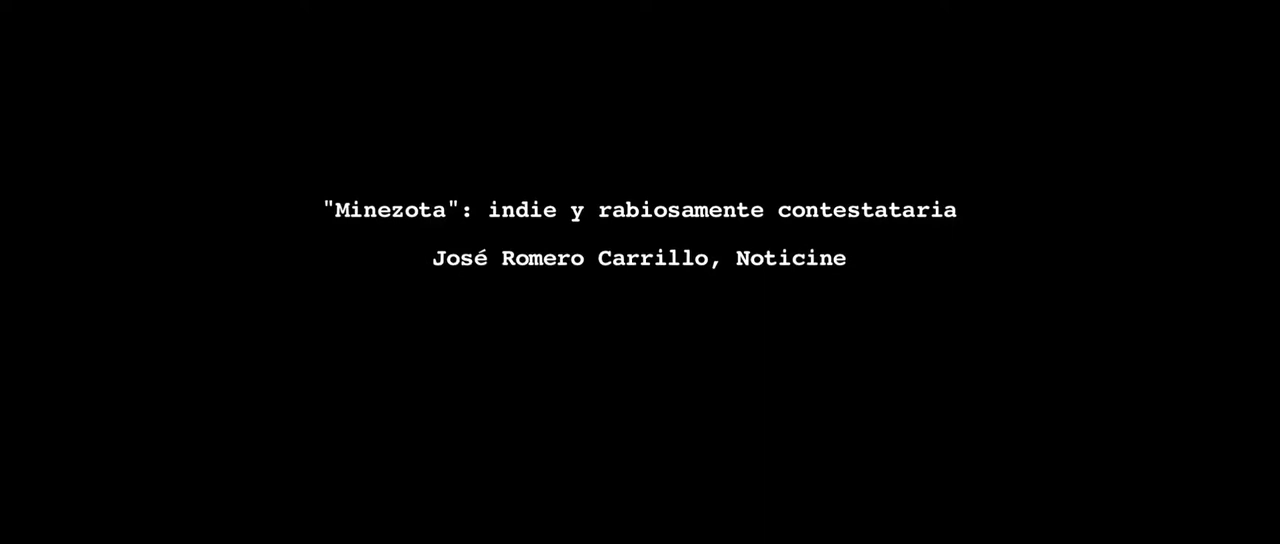 "Minezota": indie y rabiosamente contestataria
José Romero Carrillo, Noticine